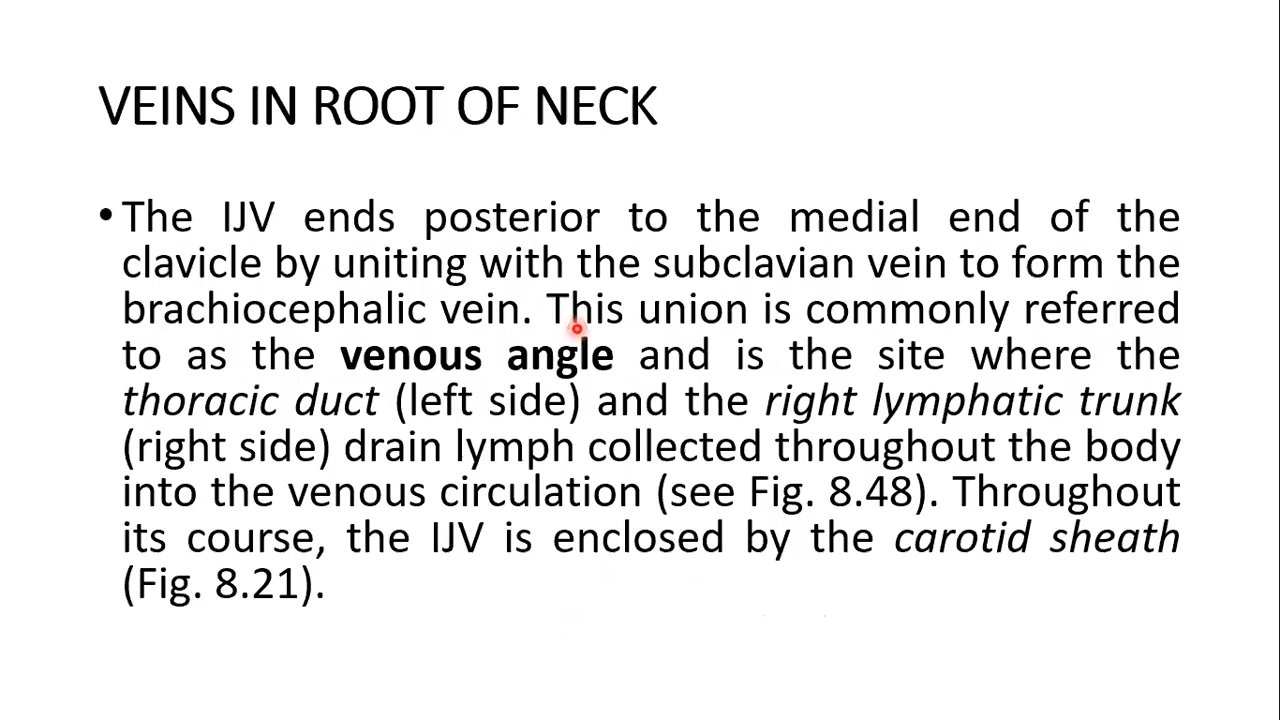 VEINS IN ROOT OF NECK
• The IJV ends posterior to the medial end of the
clavicle by uniting with the subclavian vein to form the
brachiocephalic vein. This union is commonly referred
to as the venous angle and is the site where the
thoracic duct (left side) and the right lymphatic trunk
(right side) drain lymph collected throughout the body
into the venous circulation (see Fig. 8.48). Throughout
its course, the IJV is enclosed by the carotid sheath
(Fig. 8.21).